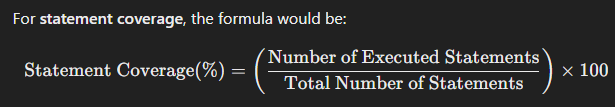 For statement coverage, the formula would be:
Statement Coverage(%) = (Number of Executed Statements / Total Number of Statements) × 100